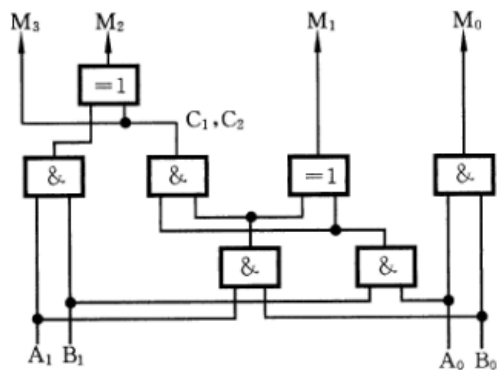 M₃ M₂ M₁ M₀
=1
C₁,C₂
& & =1 &
& &
A₁ B₁ A₀ B₀